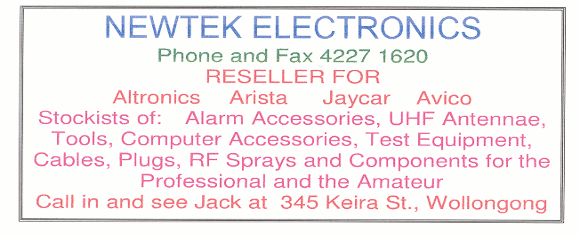 NEWTEK ELECTRONICS
Phone and Fax 4227 1620
RESELLER FOR
Altronics Arista Jaycar Avico
Stockists of: Alarm Accessories, UHF Antennae,
Tools, Computer Accessories, Test Equipment,
Cables, Plugs, RF Sprays and Components for the
Professional and the Amateur
Call in and see Jack at 345 Keira St., Wollongong